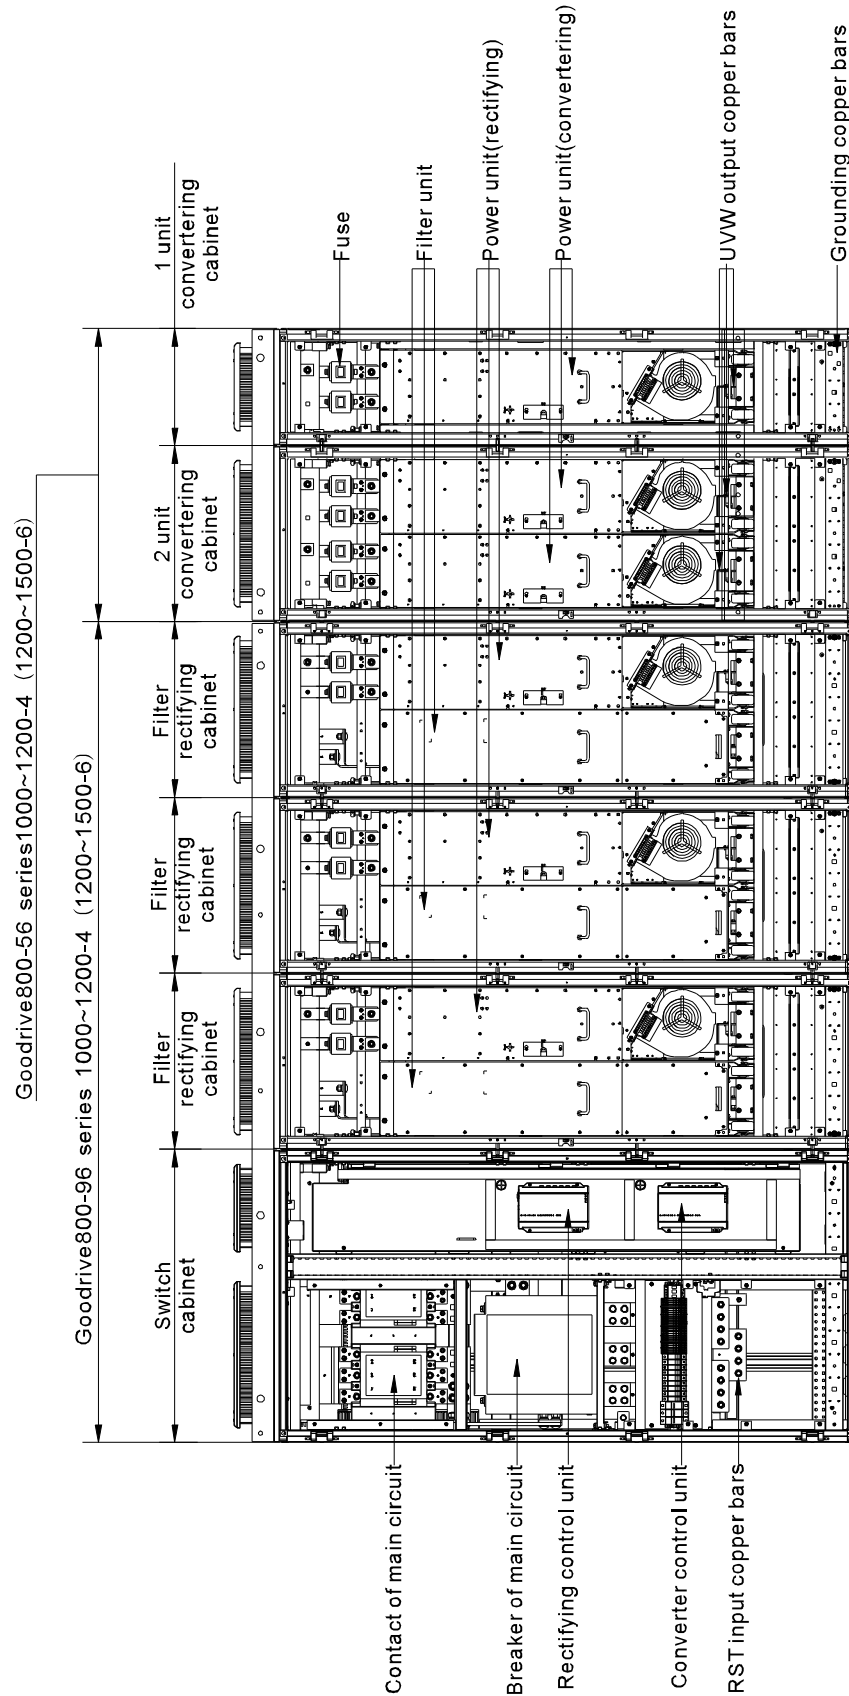 Goodrive800-56 series1000~1200-4（1200~1500-6）
Goodrive800-96 series 1000~1200-4（1200~1500-6）
Switch
cabinet
Filter
rectifying
cabinet
Filter
rectifying
cabinet
Filter
rectifying
cabinet
2 unit
convertering
cabinet
1 unit
convertering
cabinet
Fuse
Filter unit
Power unit(rectifying)
Power unit(convertering)
UVW output copper bars
Grounding copper bars
Contact of main circuit
Breaker of main circuit
Rectifying control unit
Converter control unit
RST input copper bars